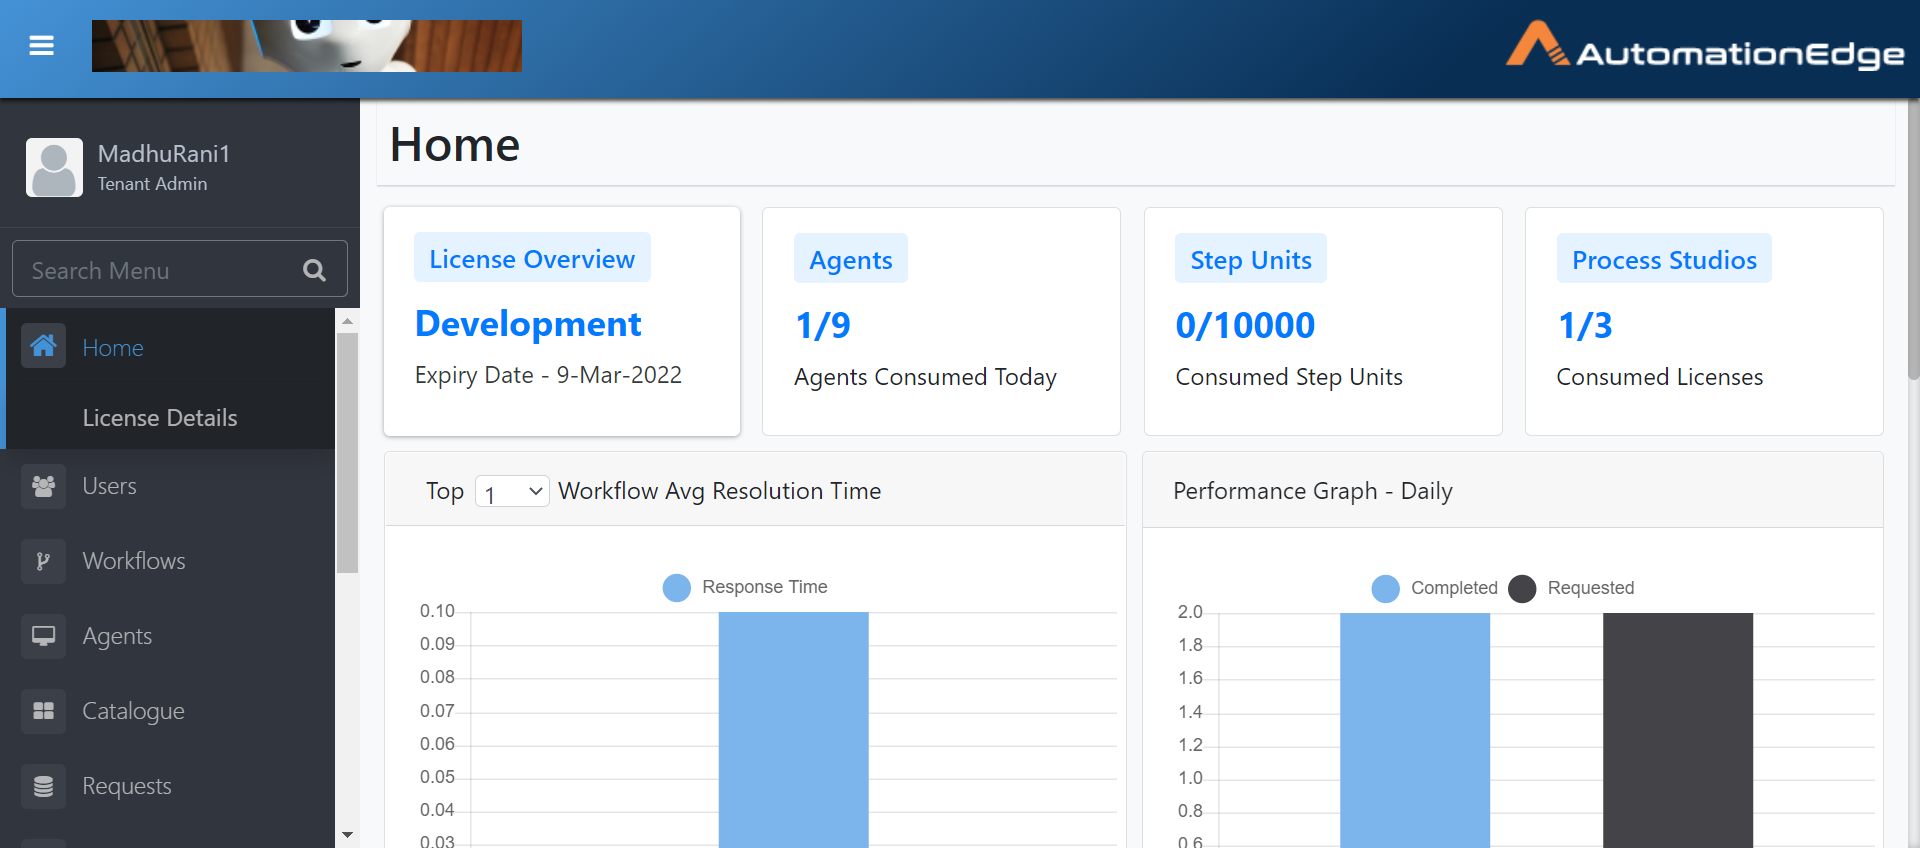 AutomationEdge
MadhuRani1
Tenant Admin
Search Menu
Home
License Details
Users
Workflows
Agents
Catalogue
Requests
Home
License Overview
Development
Expiry Date - 9-Mar-2022
Agents
1/9
Agents Consumed Today
Step Units
0/10000
Consumed Step Units
Process Studios
1/3
Consumed Licenses
Top 1 Workflow Avg Resolution Time
Response Time
0.10
0.09
0.08
0.07
0.06
0.05
0.04
0.03
Performance Graph - Daily
Completed Requested
2.0
1.8
1.6
1.4
1.2
1.0
0.8
0.6